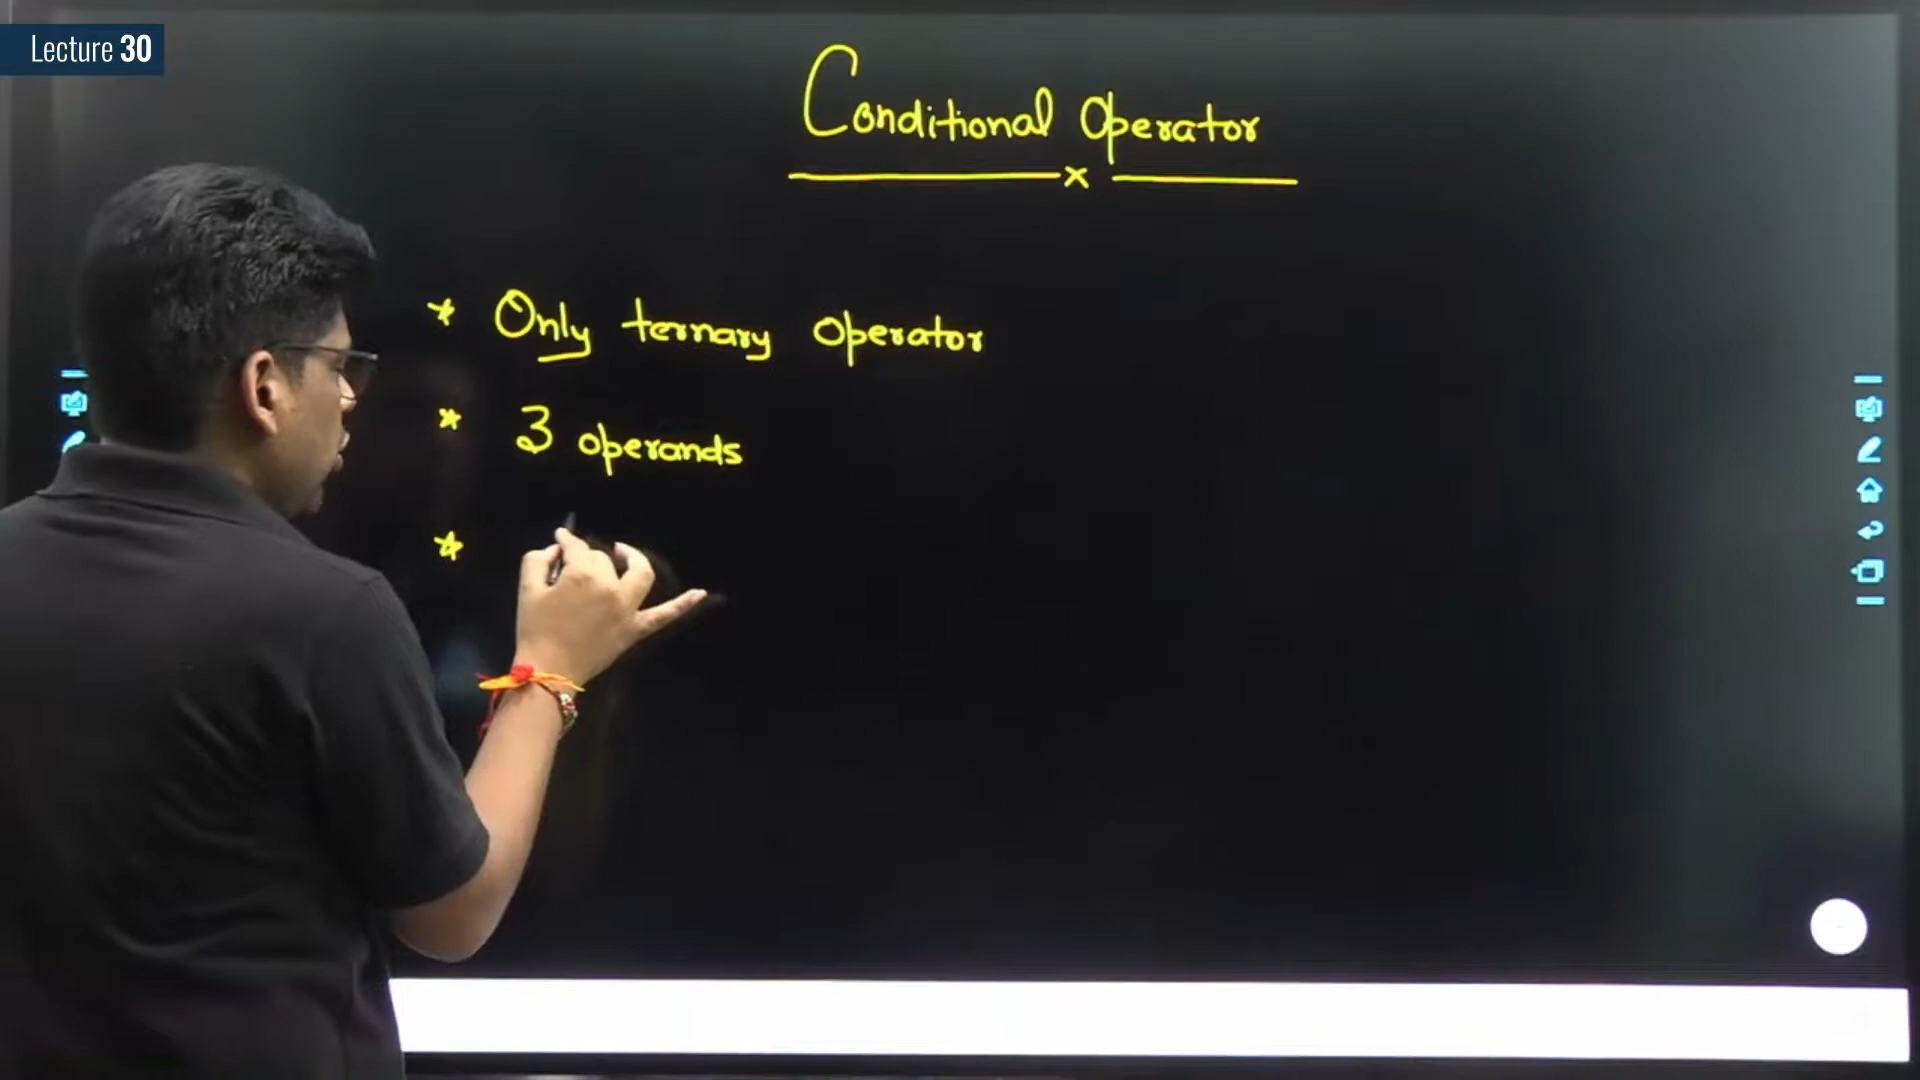 Lecture 30
Conditional Operator
x
* Only ternary operator
* 3 operands
*